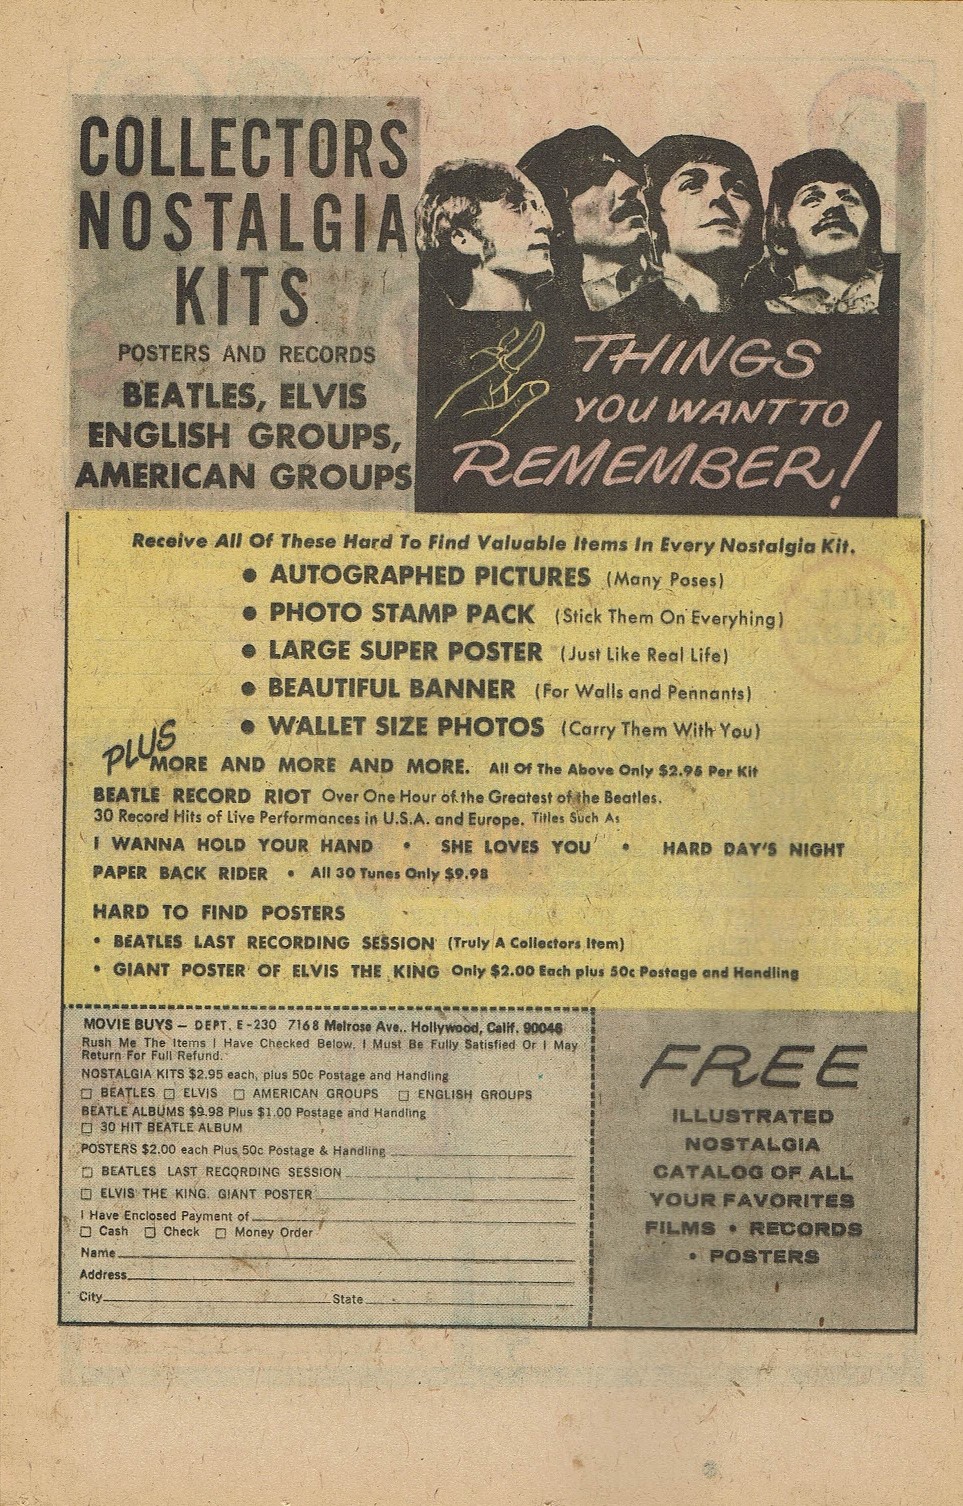 COLLECTORS
NOSTALGIA
KITS
POSTERS AND RECORDS
BEATLES, ELVIS
ENGLISH GROUPS,
AMERICAN GROUPS
THINGS
YOU WANT TO
REMEMBER!
Receive All Of These Hard To Find Valuable Items In Every Nostalgia Kit.
• AUTOGRAPHED PICTURES (Many Poses)
• PHOTO STAMP PACK (Stick Them On Everyhing)
• LARGE SUPER POSTER (Just Like Real Life)
• BEAUTIFUL BANNER (For Walls and Pennants)
• WALLET SIZE PHOTOS (Carry Them With You)
PLUS
MORE AND MORE AND MORE. All Of The Above Only $2.95 Per Kit
BEATLE RECORD RIOT Over One Hour of the Greatest of the Beatles.
30 Record Hits of Live Performances in U.S.A. and Europe. Titles Such As
I WANNA HOLD YOUR HAND • SHE LOVES YOU • HARD DAY'S NIGHT
PAPER BACK RIDER • All 30 Tunes Only $9.98
HARD TO FIND POSTERS
• BEATLES LAST RECORDING SESSION (Truly A Collectors Item)
• GIANT POSTER OF ELVIS THE KING Only $2.00 Each plus 50c Postage and Handling
MOVIE BUYS — DEPT. E-230 7168 Melrose Ave.. Hollywood, Calif. 90046
Rush Me The Items I Have Checked Below, I Must Be Fully Satisfied Or I May
Return For Full Refund.
NOSTALGIA KITS $2.95 each, plus 50c Postage and Handling
☐ BEATLES ☐ ELVIS ☐ AMERICAN GROUPS ☐ ENGLISH GROUPS
BEATLE ALBUMS $9.98 Plus $1.00 Postage and Handling
☐ 30 HIT BEATLE ALBUM
POSTERS $2.00 each Plus 50c Postage & Handling
☐ BEATLES LAST RECORDING SESSION
☐ ELVIS THE KING. GIANT POSTER
I Have Enclosed Payment of
☐ Cash ☐ Check ☐ Money Order
Name
Address
City State
FREE
ILLUSTRATED
NOSTALGIA
CATALOG OF ALL
YOUR FAVORITES
FILMS • RECORDS
• POSTERS